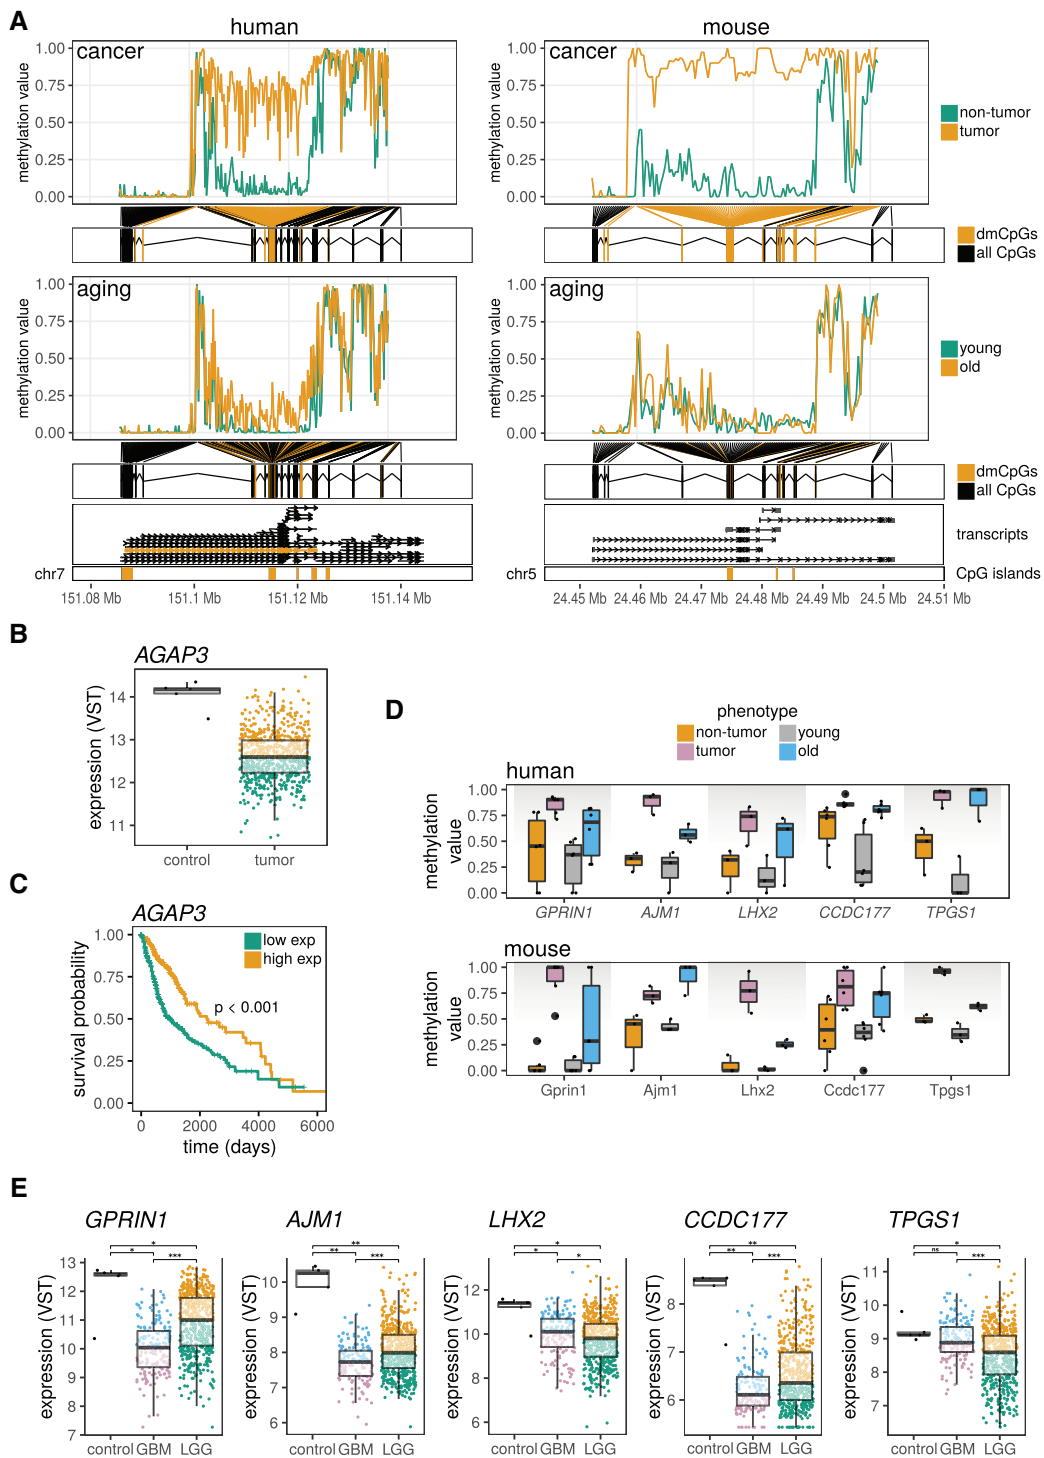 A
human
mouse
cancer
cancer
methylation value
1.00
0.75
0.50
0.25
0.00
methylation value
1.00
0.75
0.50
0.25
0.00
non-tumor
tumor
dmCpGs
all CpGs
aging
aging
methylation value
1.00
0.75
0.50
0.25
0.00
methylation value
1.00
0.75
0.50
0.25
0.00
young
old
dmCpGs
all CpGs
transcripts
chr7
chr5
CpG islands
151.08 Mb 151.1 Mb 151.12 Mb 151.14 Mb
24.45 Mb 24.46 Mb 24.47 Mb 24.48 Mb 24.49 Mb 24.5 Mb 24.51 Mb
B
AGAP3
expression (VST)
14
13
12
11
control tumor
C
AGAP3
survival probability
1.00
0.75
0.50
0.25
0.00
low exp
high exp
p < 0.001
0 2000 4000 6000
time (days)
D
phenotype
non-tumor
tumor
young
old
human
methylation
value
1.00
0.75
0.50
0.25
0.00
GPRIN1 AJM1 LHX2 CCDC177 TPGS1
mouse
methylation
value
1.00
0.75
0.50
0.25
0.00
Gprin1 Ajm1 Lhx2 Ccdc177 Tpgs1
E
GPRIN1
expression (VST)
13
12
11
10
9
8
7
*
*
***
control GBM LGG
AJM1
expression (VST)
10
9
8
7
6
**
**
***
control GBM LGG
LHX2
expression (VST)
12
10
8
6
*
*
*
control GBM LGG
CCDC177
expression (VST)
8
7
6
**
**
***
control GBM LGG
TPGS1
expression (VST)
11
10
9
8
7
*
ns
***
control GBM LGG